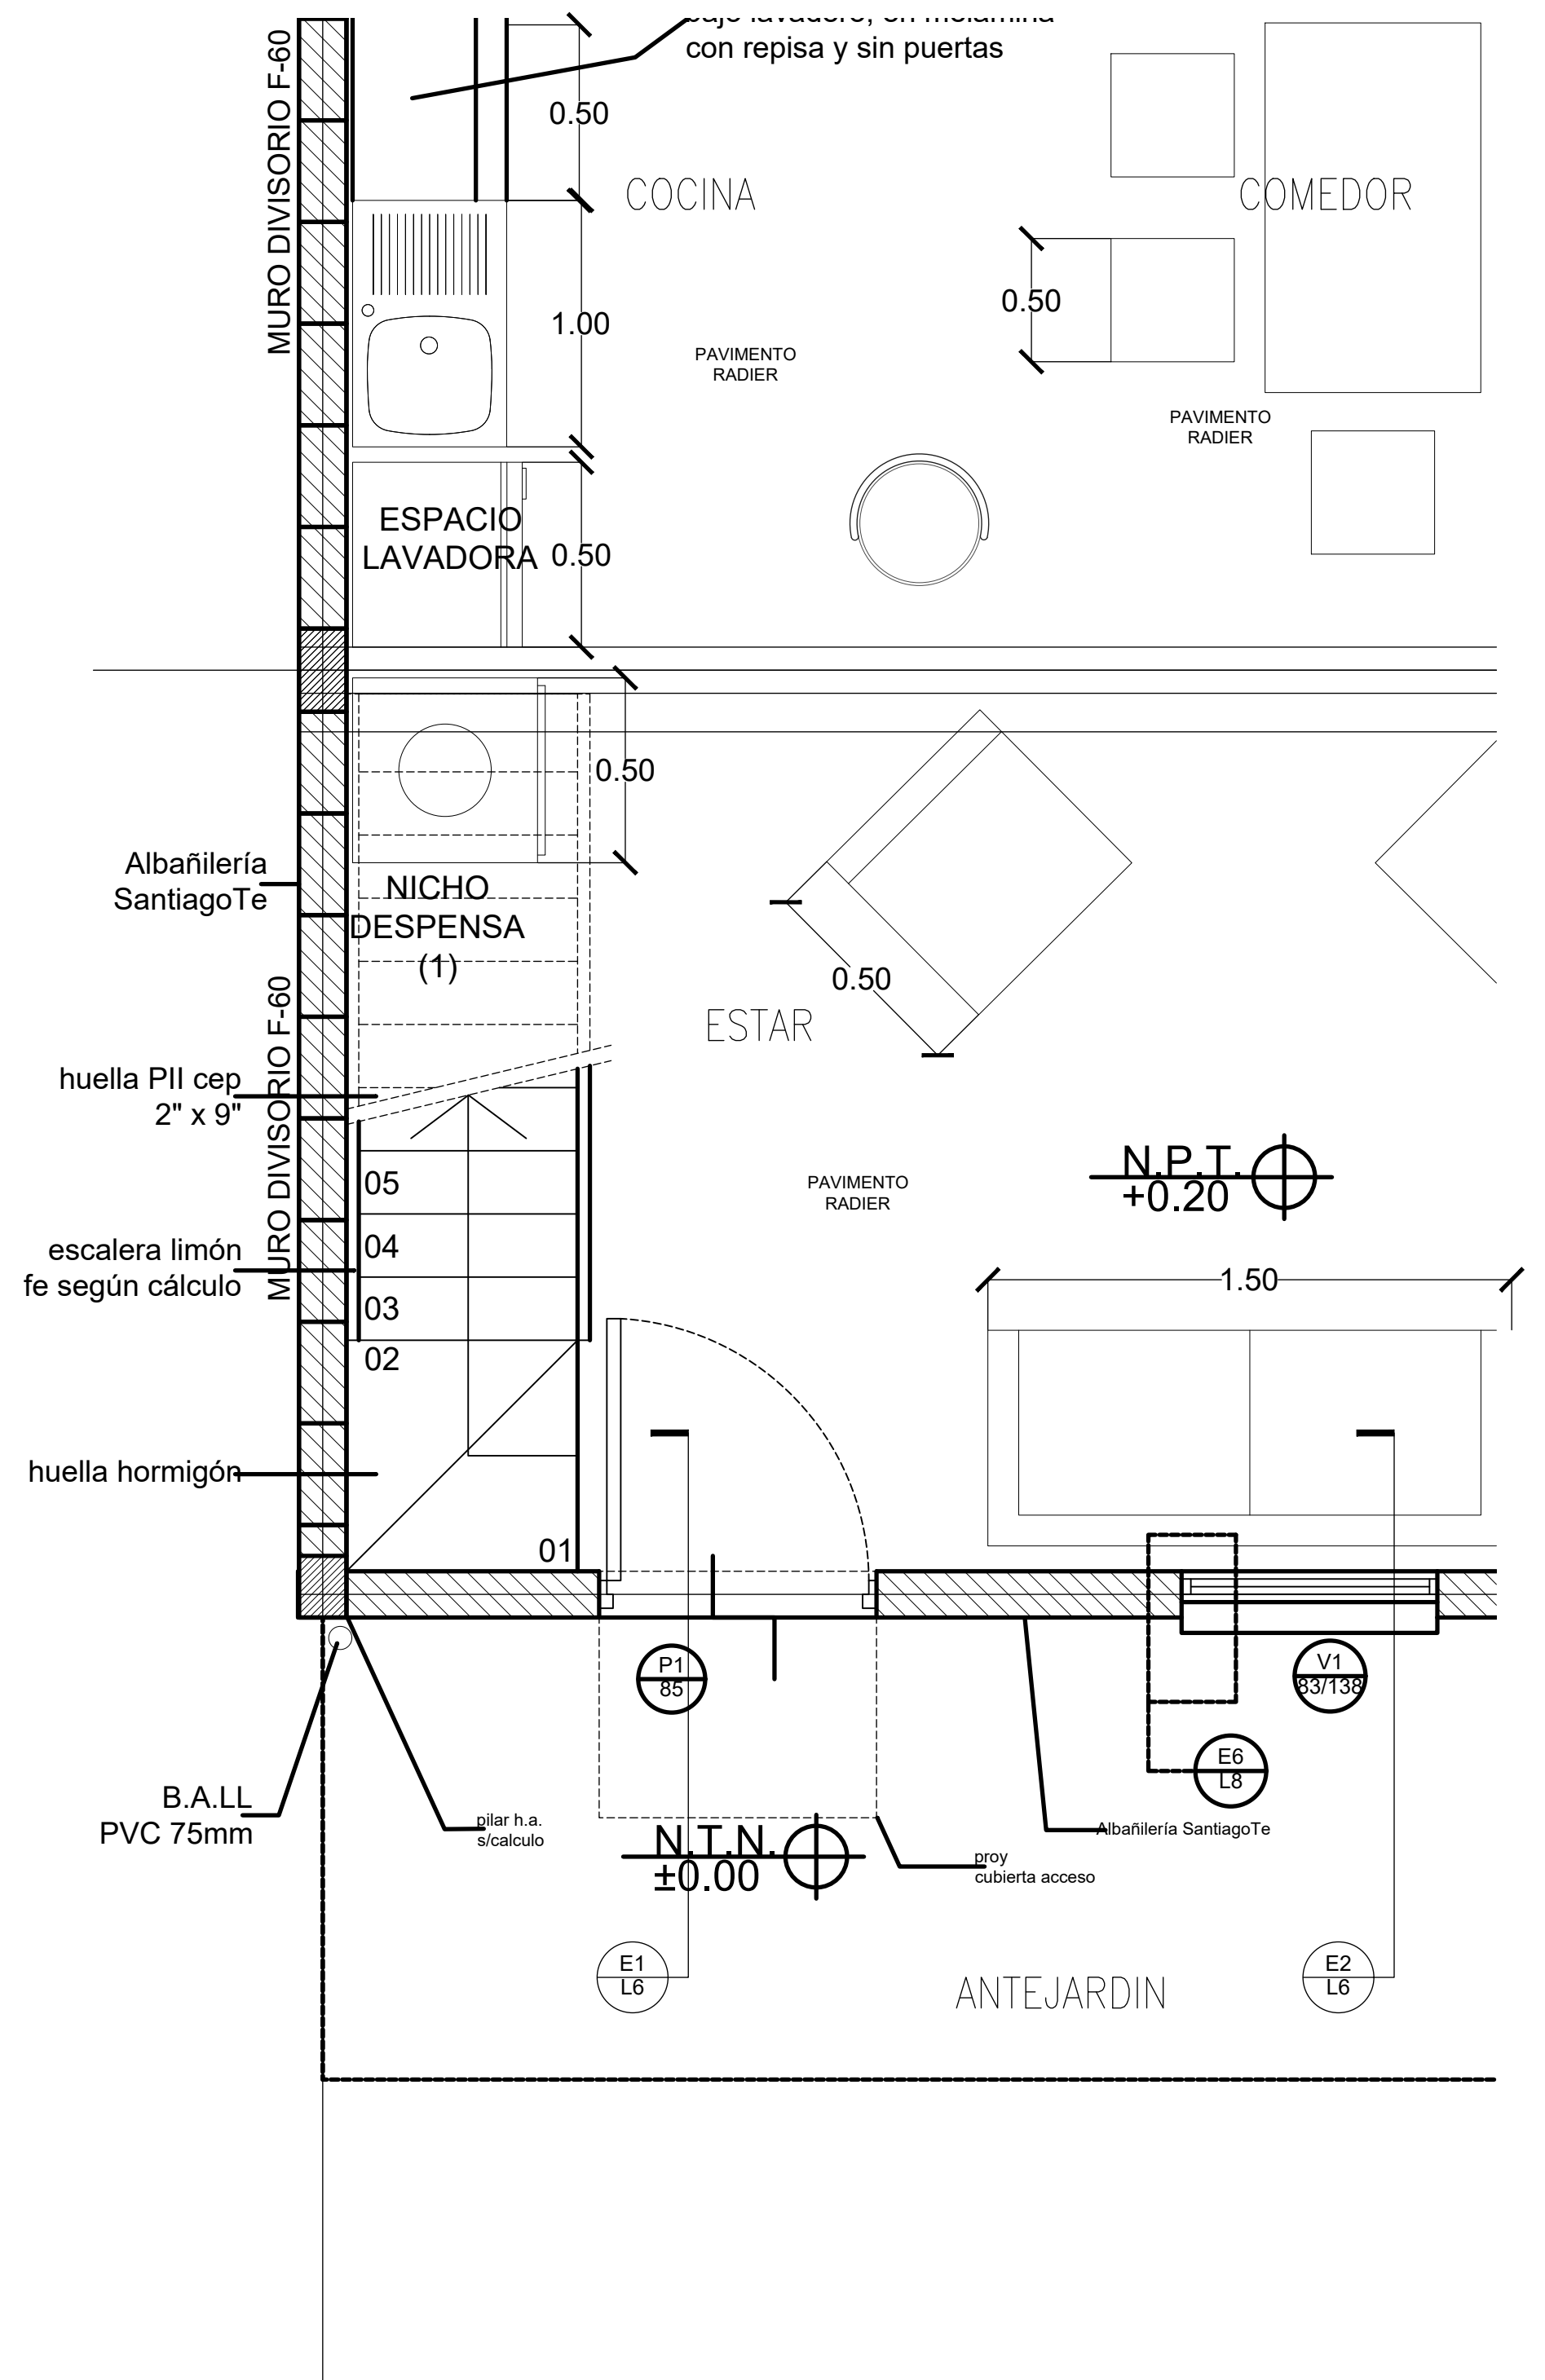 con repisa y sin puertas
MURO DIVISORIO F-60
0.50
COCINA
COMEDOR
1.00
0.50
PAVIMENTO
RADIER
PAVIMENTO
RADIER
ESPACIO
LAVADORA
0.50
0.50
Albañilería
SantiagoTe
NICHO
DESPENSA
(1)
0.50
ESTAR
MURO DIVISORIO F-60
huella PII cep
2" x 9"
05
PAVIMENTO
RADIER
N.P.T.
+0.20
04
escalera limón
fe según cálculo
03
1.50
02
huella hormigón
01
P1
85
V1
83/138
E6
L8
B.A.LL
PVC 75mm
pilar h.a.
s/calculo
N.T.N.
±0.00
Albañilería SantiagoTe
proy
cubierta acceso
E1
L6
ANTEJARDIN
E2
L6